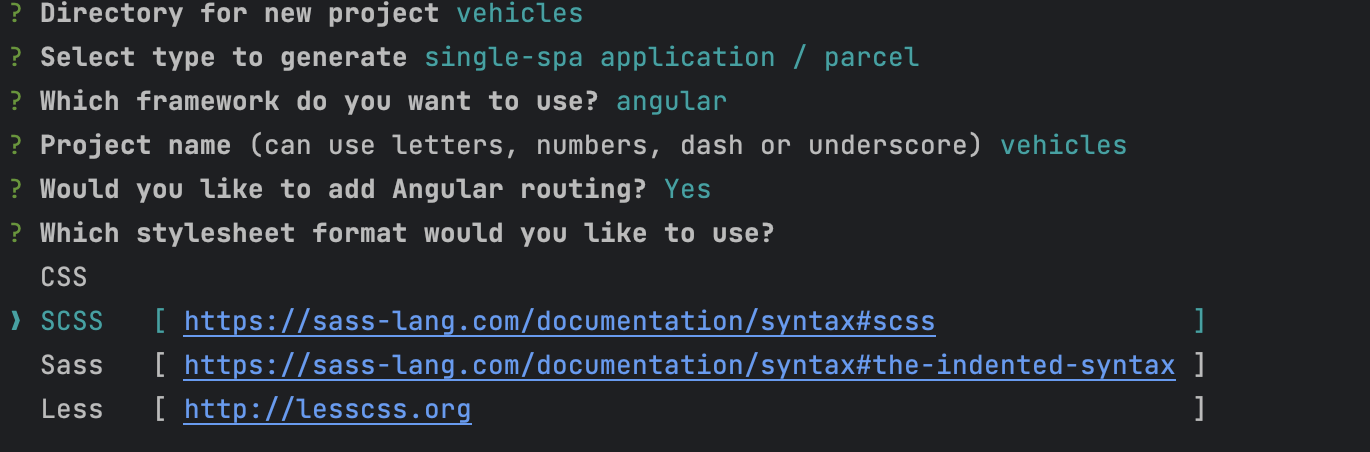 ? Directory for new project vehicles
? Select type to generate single-spa application / parcel
? Which framework do you want to use? angular
? Project name (can use letters, numbers, dash or underscore) vehicles
? Would you like to add Angular routing? Yes
? Which stylesheet format would you like to use?
CSS
❯ SCSS [ https://sass-lang.com/documentation/syntax#scss ]
Sass [ https://sass-lang.com/documentation/syntax#the-indented-syntax ]
Less [ http://lesscss.org ]